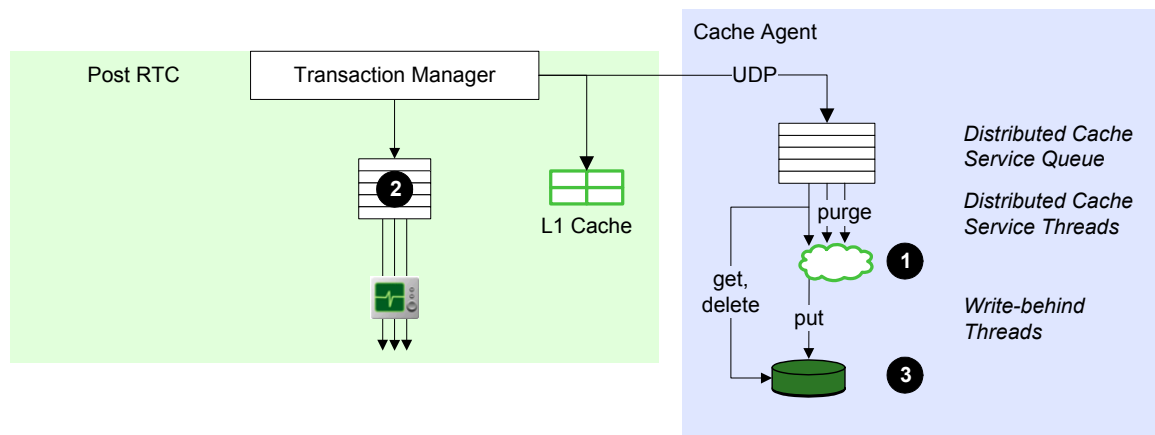 Cache Agent
Post RTC
Transaction Manager
UDP
Distributed Cache
Service Queue
2
purge
Distributed Cache
Service Threads
L1 Cache
1
get,
delete
put
Write-behind
Threads
3